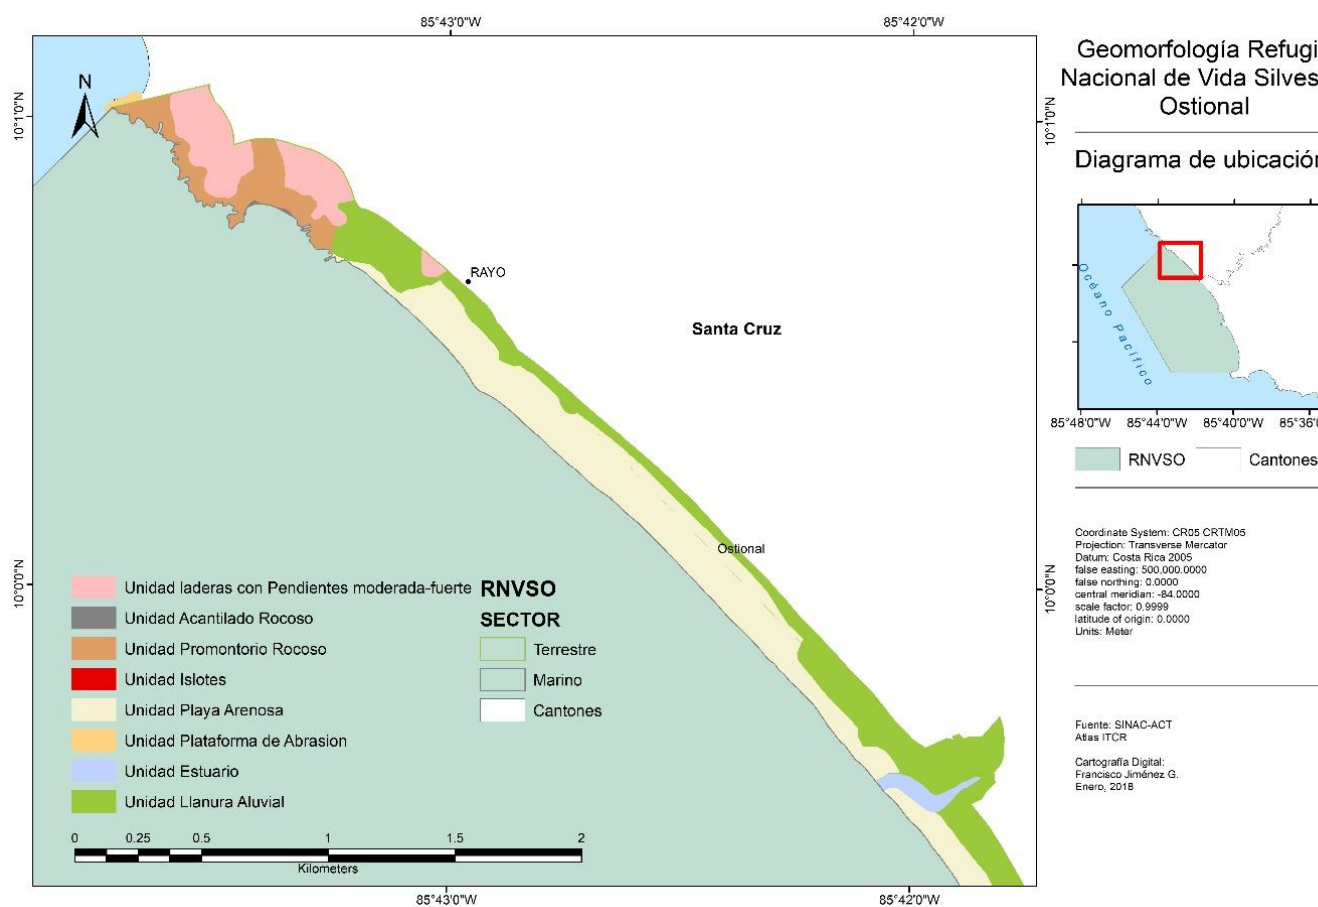 85°43'0"W
85°42'0"W
N
10°1'0"N
10°0'0"N
RAYO
Santa Cruz
Ostional
Unidad laderas con Pendientes moderada-fuerte
Unidad Acantilado Rocoso
Unidad Promontorio Rocoso
Unidad Islotes
Unidad Playa Arenosa
Unidad Plataforma de Abrasion
Unidad Estuario
Unidad Llanura Aluvial
RNVSO
SECTOR
Terrestre
Marino
Cantones
0 0.25 0.5 1 1.5 2
Kilometers
85°43'0"W
85°42'0"W
10°1'0"N
10°0'0"N
Geomorfología Refugi
Nacional de Vida Silves
Ostional
Diagrama de ubicación
Océano Pacífico
85°48'0"W 85°44'0"W 85°40'0"W 85°36'
RNVSO
Cantones
Coordinate System: CR05 CRTM05
Projection: Transverse Mercator
Datum: Costa Rica 2005
false easting: 500,000.0000
false northing: 0.0000
central meridian: -84.0000
scale factor: 0.9999
latitude of origin: 0.0000
Units: Meter
Fuente: SINAC-ACT
Atlas ITCR
Cartografía Digital:
Francisco Jiménez G.
Enero, 2018